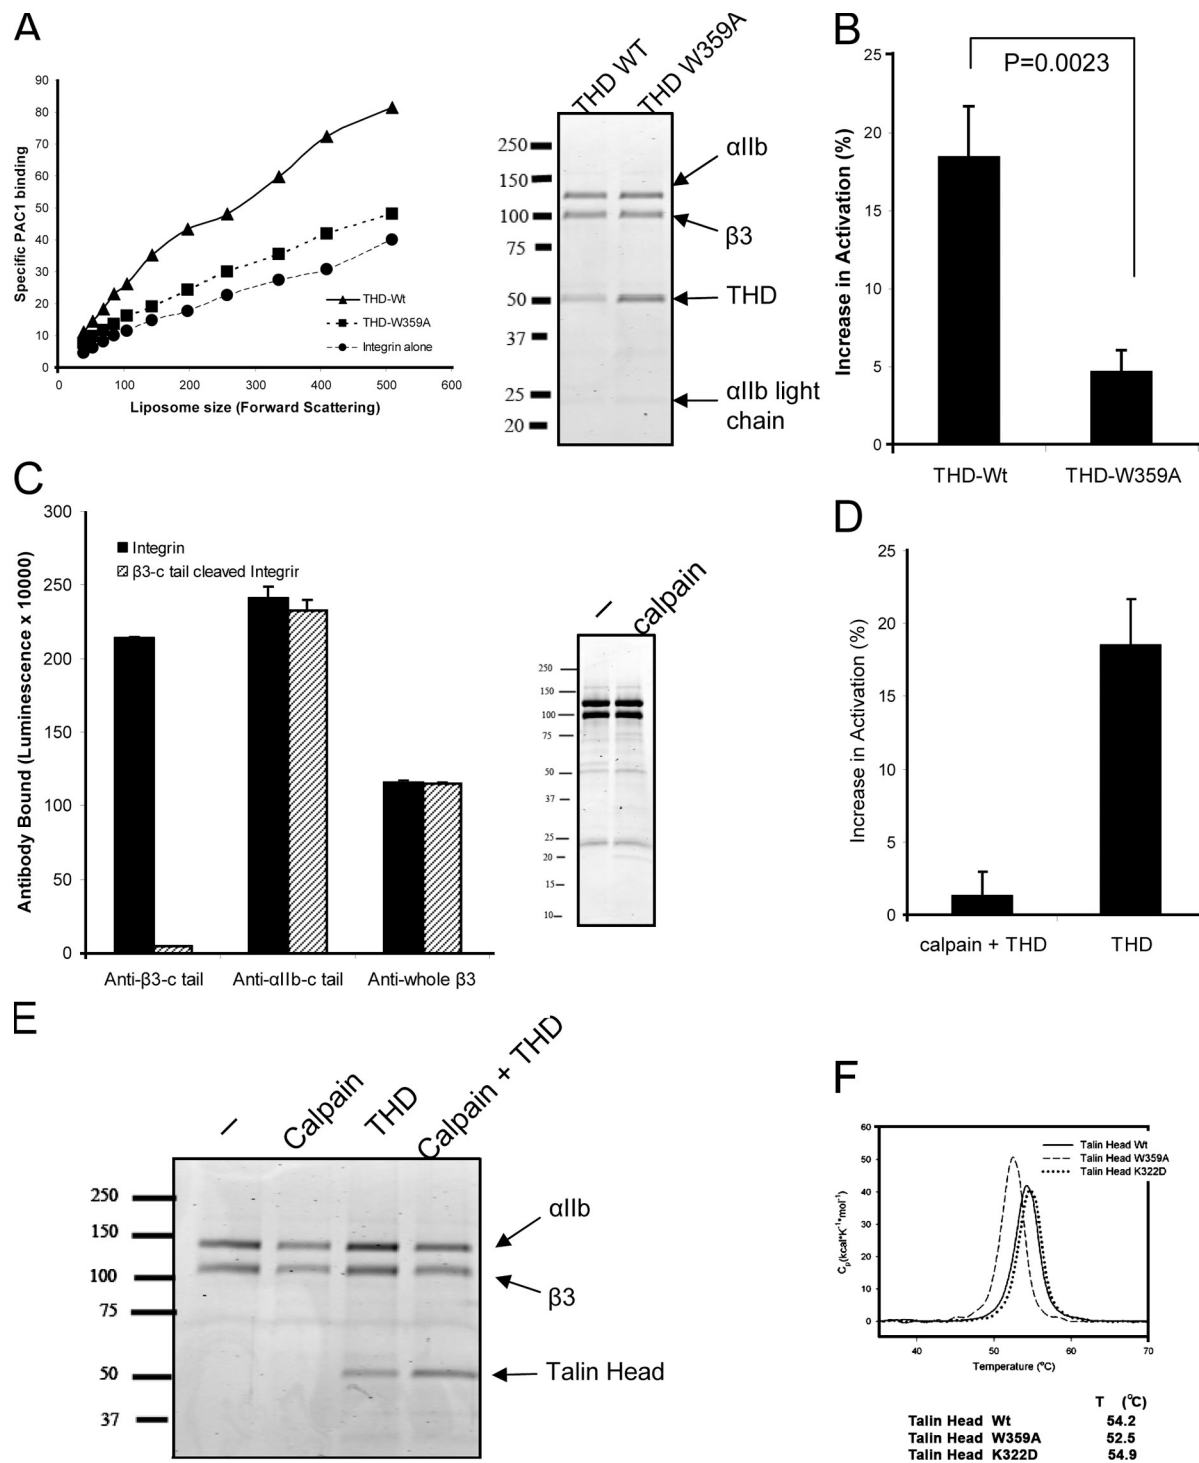 A
90
80
70
60
50
40
30
20
10
0
Specific PAC1 binding
0 100 200 300 400 500 600
Liposome size (Forward Scattering)
THD-Wt
THD-W359A
Integrin alone
THD WT
THD W359A
250
150
100
75
50
37
25
20
αIIb
β3
THD
αIIb light
chain
B
25
20
15
10
5
0
Increase in Activation (%)
P=0.0023
THD-Wt THD-W359A
C
300
250
200
150
100
50
0
Antibody Bound (Luminescence x 10000)
Integrin
β3-c tail cleaved Integrin
Anti-β3-c tail Anti-αIIb-c tail Anti-whole β3
– calpain
250
150
100
75
50
37
25
20
15
10
D
25
20
15
10
5
0
Increase in Activation (%)
calpain + THD THD
E
–
Calpain
THD
Calpain + THD
250
150
100
75
50
37
αIIb
β3
Talin Head
F
60
50
40
30
20
10
0
Cp(kcal*K-1*mol-1)
Talin Head Wt
Talin Head W359A
Talin Head K322D
40 50 60 70
Temperature (°C)
T (°C)
Talin Head Wt 54.2
Talin Head W359A 52.5
Talin Head K322D 54.9